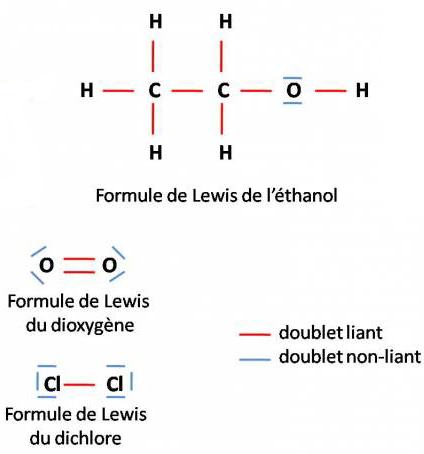 H H
H C C O H
H H
Formule de Lewis de l'éthanol
O O
Formule de Lewis
du dioxygène
doublet liant
doublet non-liant
Cl Cl
Formule de Lewis
du dichlore